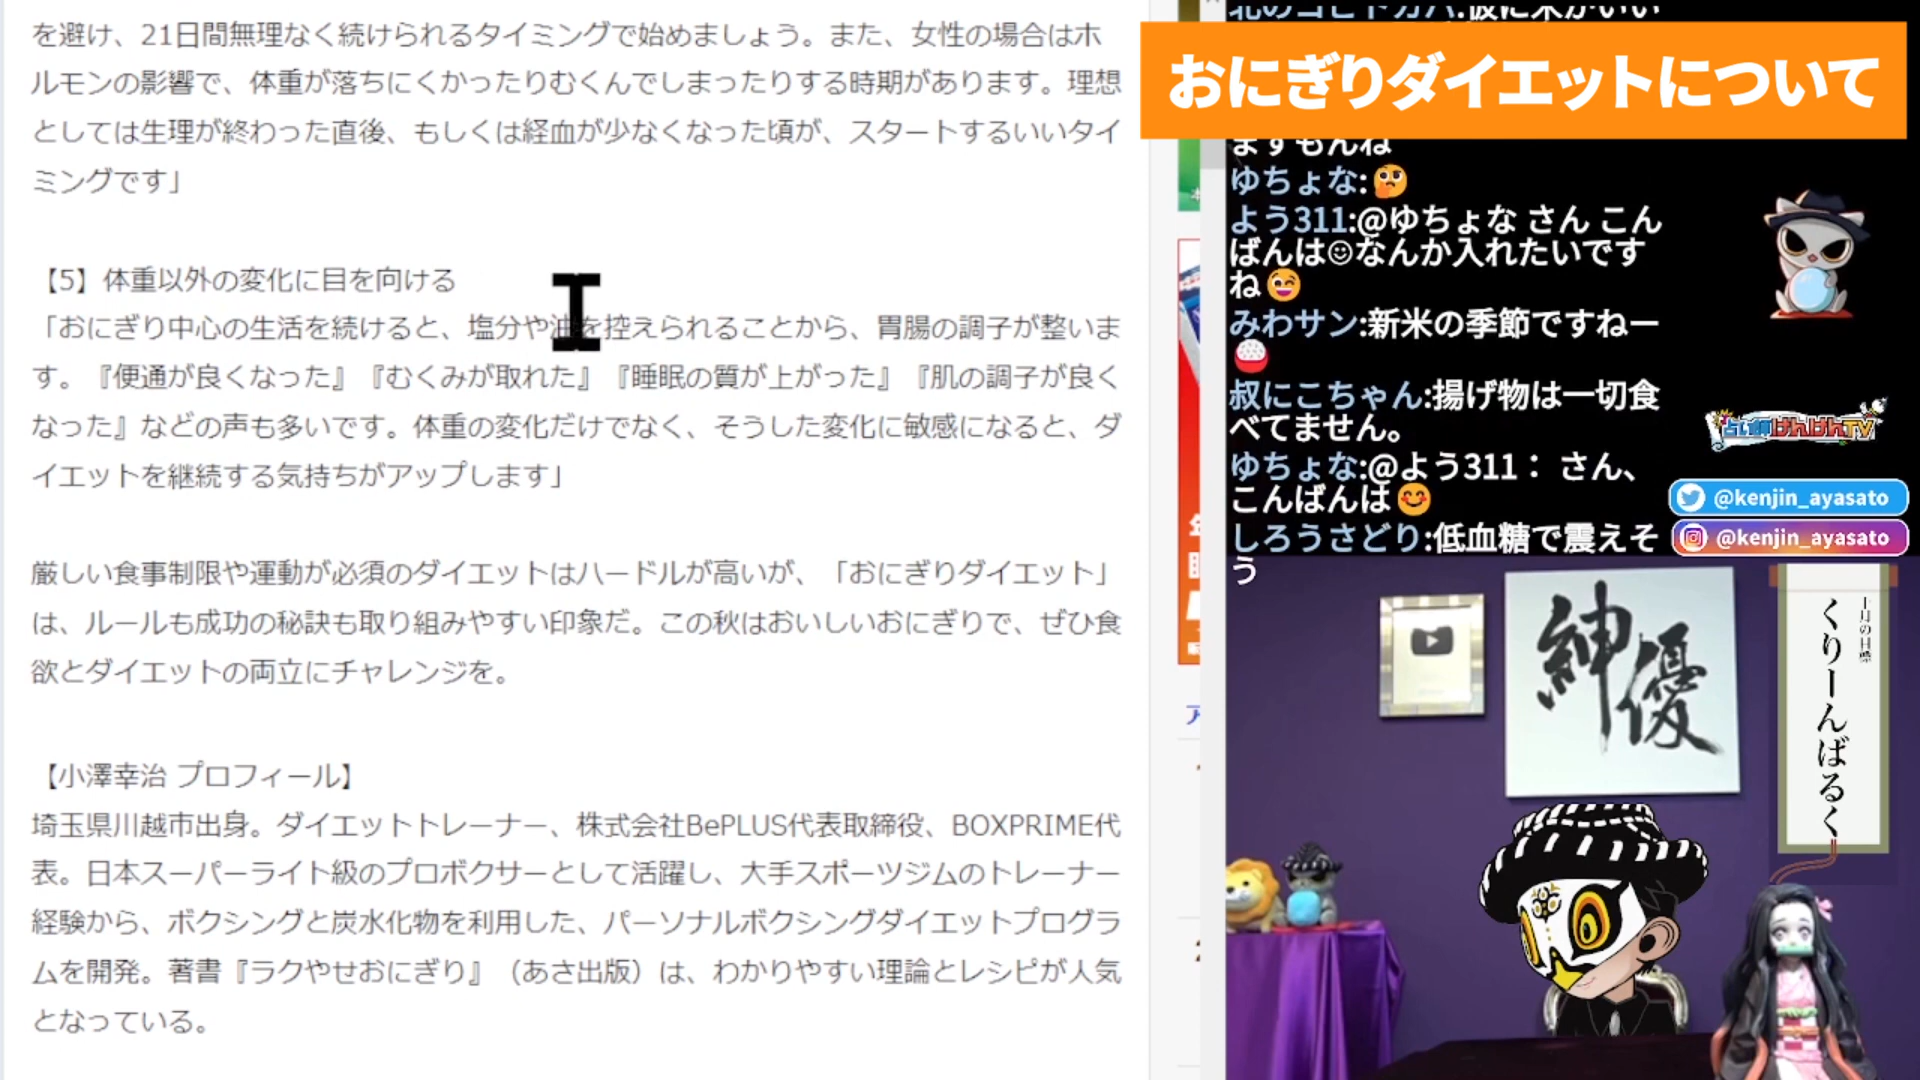 を避け、21日間無理なく続けられるタイミングで始めましょう。また、女性の場合はホ
ルモンの影響で、体重が落ちにくかったりむくんでしまったりする時期があります。理想
としては生理が終わった直後、もしくは経血が少なくなった頃が、スタートするいいタイ
ミングです」
【5】体重以外の変化に目を向ける
「おにぎり中心の生活を続けると、塩分や油を控えられることから、胃腸の調子が整いま
す。『便通が良くなった』『むくみが取れた』『睡眠の質が上がった』『肌の調子が良く
なった』などの声も多いです。体重の変化だけでなく、そうした変化に敏感になると、ダ
イエットを継続する気持ちがアップします」
厳しい食事制限や運動が必須のダイエットはハードルが高いが、「おにぎりダイエット」
は、ルールも成功の秘訣も取り組みやすい印象だ。この秋はおいしいおにぎりで、ぜひ食
欲とダイエットの両立にチャレンジを。
【小澤幸治 プロフィール】
埼玉県川越市出身。ダイエットトレーナー、株式会社BePLUS代表取締役、BOXPRIME代
表。日本スーパーライト級のプロボクサーとして活躍し、大手スポーツジムのトレーナー
経験から、ボクシングと炭水化物を利用した、パーソナルボクシングダイエットプログラ
ムを開発。著書『ラクやせおにぎり』（あさ出版）は、わかりやすい理論とレシピが人気
となっている。
おにぎりダイエットについて
ますもんね
ゆちょな:🤔
よう311:@ゆちょな さん こん
ばんは☺なんか入れたいです
ね😅
みわサン:新米の季節ですねー
🍚
叔にこちゃん:揚げ物は一切食
べてません。
ゆちょな:@よう311： さん、
こんばんは😊
しろうさどり:低血糖で震えそ
う
占い師けんけんTV
@kenjin_ayasato
@kenjin_ayasato
紳優
十月の目標
くりーんばるく